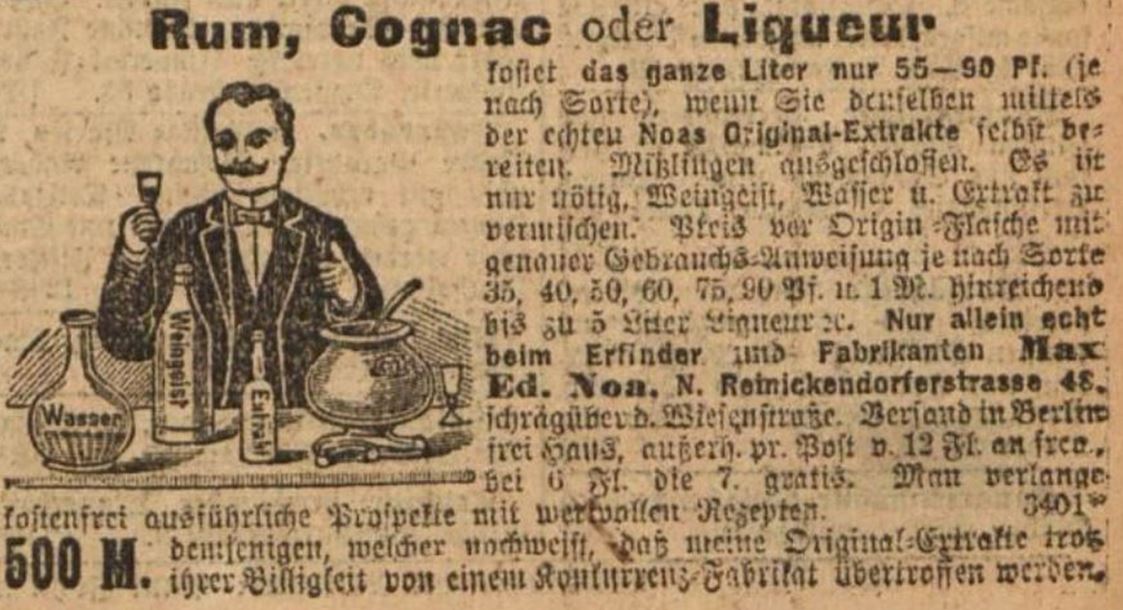 Rum, Cognac oder Liqueur
kostet das ganze Liter nur 55—90 Pf. (je
nach Sorte), wenn Sie denselben mittels
der echten Noas Original-Extrakte selbst be-
reiten. Mißlingen ausgeschlossen. Es ist
nur nötig, Weingeist, Wasser u. Extrakt zu
vermischen. Preis per Origin.-Flasche mit
genauer Gebrauchs-Anweisung je nach Sorte
35, 40, 50, 60, 75, 90 Pf. u. 1 M. hinreichend
bis zu 5 Liter Liqueur ꝛc. Nur allein echt
beim Erfinder und Fabrikanten Max
Ed. Noa, N. Reinickendorferstrasse 48,
schrägüber d. Wiesenstraße. Versand in Berlin
frei Haus, außerh. pr. Post v. 12 Fl. an frco.,
bei 6 Fl. die 7. gratis. Man verlange
kostenfrei ausführliche Prospekte mit wertvollen Rezepten. 3401*
500 M. demjenigen, welcher nachweist, daß meine Original-Extrakte trotz
ihrer Billigkeit von einem Konkurrenz-Fabrikat übertroffen werden.
Wasser
Weingeist
Extrakt